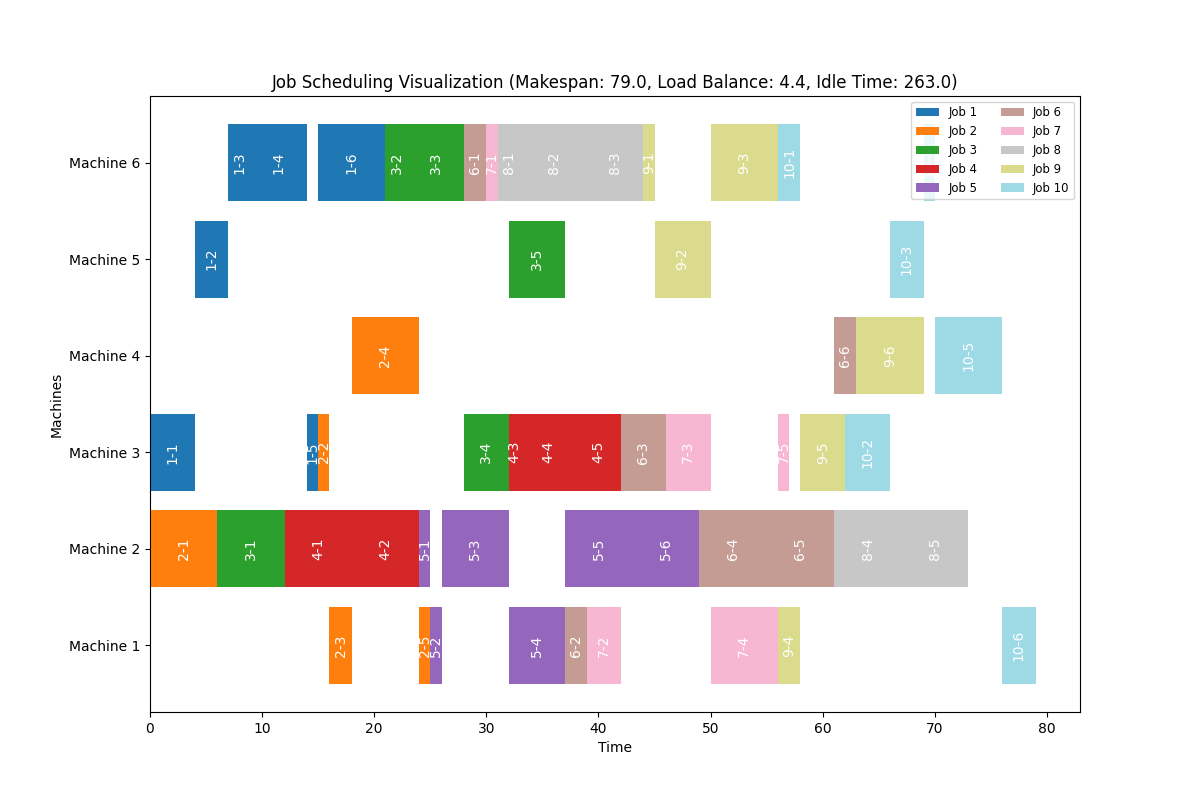 Job Scheduling Visualization (Makespan: 79.0, Load Balance: 4.4, Idle Time: 263.0)
Job 1 Job 6
Job 2 Job 7
Job 3 Job 8
Job 4 Job 9
Job 5 Job 10
Machines
Machine 6
1-3 1-4 1-6 3-2 3-3 6-1 7-1 8-1 8-2 8-3 9-1 9-3 10-1
Machine 5
1-2 3-5 9-2 10-3
Machine 4
2-4 6-6 9-6 10-5
Machine 3
1-1 1-5 2-2 3-4 4-3 4-4 4-5 6-3 7-3 7-5 9-5 10-2
Machine 2
2-1 3-1 4-1 4-2 5-1 5-3 5-5 5-6 6-4 6-5 8-4 8-5
Machine 1
2-3 2-5 5-2 5-4 6-2 7-2 7-4 9-4 10-6
0 10 20 30 40 50 60 70 80
Time